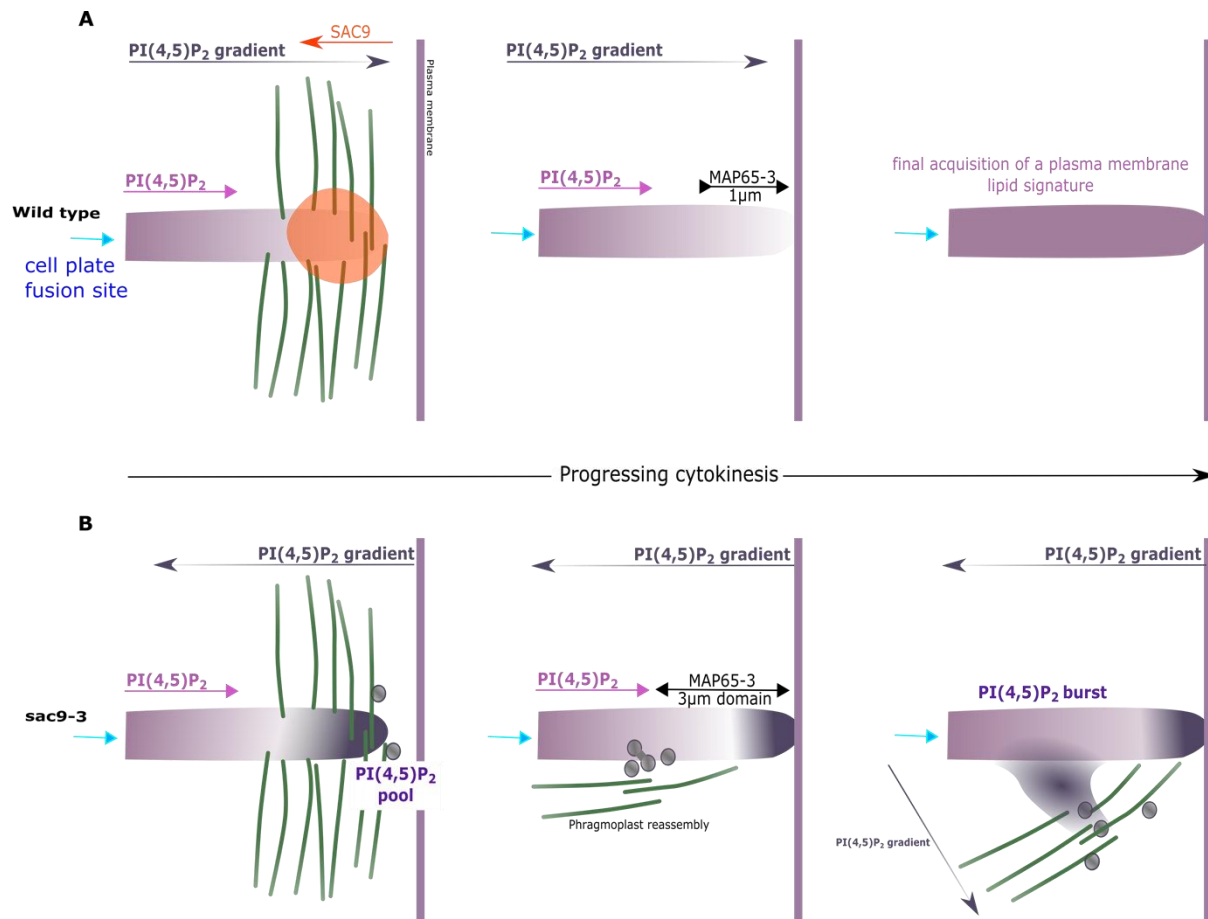 A
SAC9
PI(4,5)P₂ gradient
Plasma membrane
PI(4,5)P₂
Wild type
cell plate
fusion site
PI(4,5)P₂ gradient
PI(4,5)P₂
MAP65-3
1μm
final acquisition of a plasma membrane
lipid signature
Progressing cytokinesis
B
PI(4,5)P₂ gradient
PI(4,5)P₂
sac9-3
PI(4,5)P₂
pool
PI(4,5)P₂ gradient
PI(4,5)P₂
MAP65-3
3μm domain
Phragmoplast reassembly
PI(4,5)P₂ gradient
PI(4,5)P₂ burst
PI(4,5)P₂ gradient